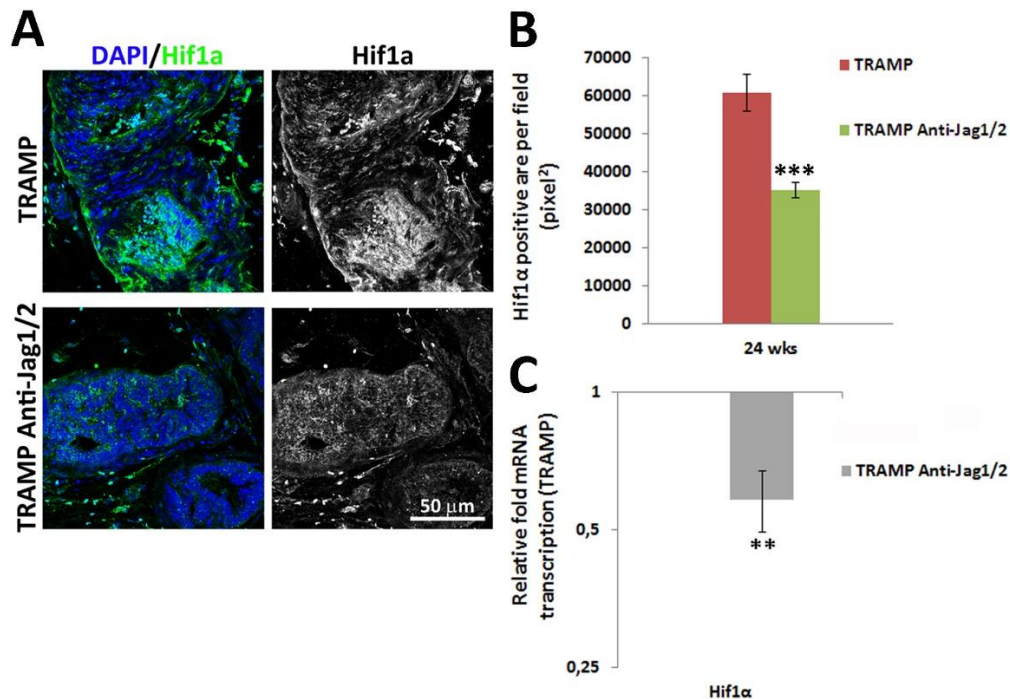 A
DAPI/Hif1a
Hif1a
TRAMP
TRAMP Anti-Jag1/2
50 μm
B
Hif1α positive are per field
(pixel²)
70000
60000
50000
40000
30000
20000
10000
0
***
24 wks
TRAMP
TRAMP Anti-Jag1/2
C
Relative fold mRNA
transcription (TRAMP)
1
0,5
0,25
**
Hif1α
TRAMP Anti-Jag1/2